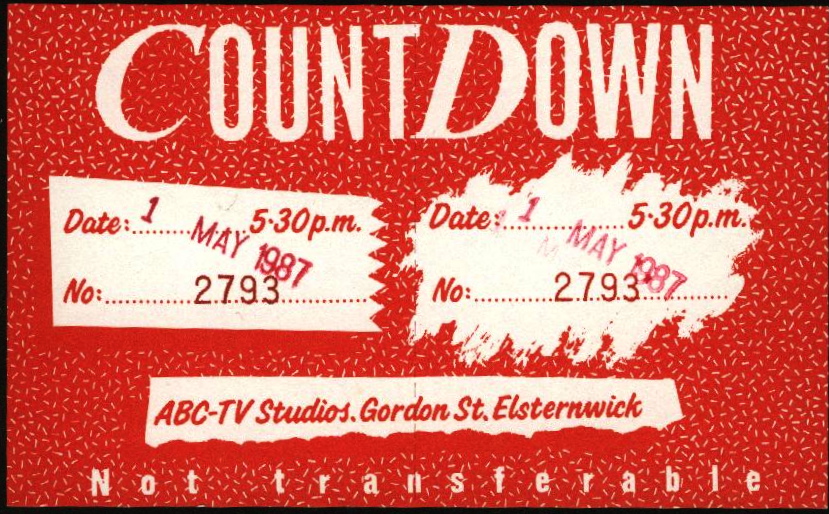 COUNTDOWN
Date: 1 MAY 1987 5·30p.m.
No: 2793
Date: 1 MAY 1987 5·30p.m.
No: 2793
ABC-TV Studios. Gordon St. Elsternwick
Not transferable